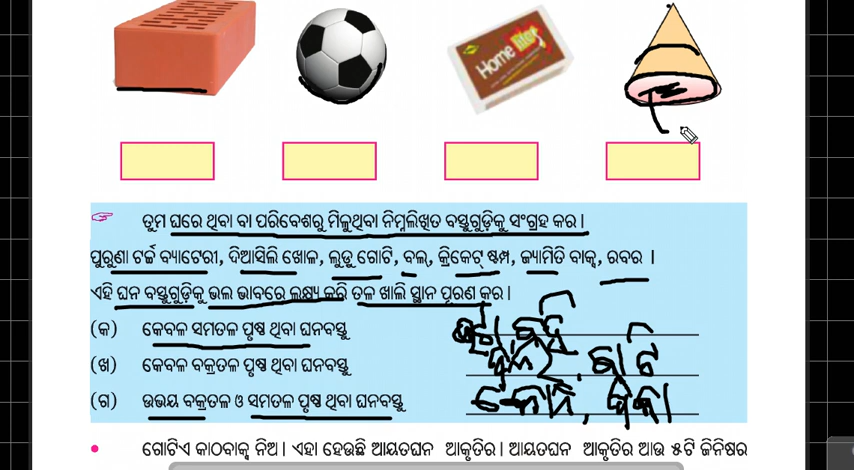 Home lites
ତୁମ ଘରେ ଥିବା ବା ପରିବେଶରୁ ମିଳୁଥିବା ନିମ୍ନଲିଖିତ ବସ୍ତୁଗୁଡ଼ିକୁ ସଂଗ୍ରହ କର ।
ପୁରୁଣା ଟର୍ଚ୍ଚ ବ୍ୟାଟେରୀ, ଦିଆସିଲି ଖୋଳ, ଲୁଡୁ ଗୋଟି, ବଲ୍, କ୍ରିକେଟ୍ ଷ୍ଟମ୍ପ, ଜ୍ୟାମିତି ବାକ୍ସ, ରବର ।
ଏହି ଘନ ବସ୍ତୁଗୁଡ଼ିକୁ ଭଲ ଭାବରେ ଲକ୍ଷ୍ୟ କରି ତଳ ଖାଲି ସ୍ଥାନ ପୂରଣ କର ।
(କ) କେବଳ ସମତଳ ପୃଷ୍ଠ ଥିବା ଘନବସ୍ତୁ
(ଖ) କେବଳ ବକ୍ରତଳ ପୃଷ୍ଠ ଥିବା ଘନବସ୍ତୁ
(ଗ) ଉଭୟ ବକ୍ରତଳ ଓ ସମତଳ ପୃଷ୍ଠ ଥିବା ଘନବସ୍ତୁ
• ଗୋଟିଏ କାଠବାକ୍ସ ନିଅ । ଏହା ହେଉଛି ଆୟତଘନ ଆକୃତିର । ଆୟତଘନ ଆକୃତିର ଆଉ ୫ଟି ଜିନିଷର